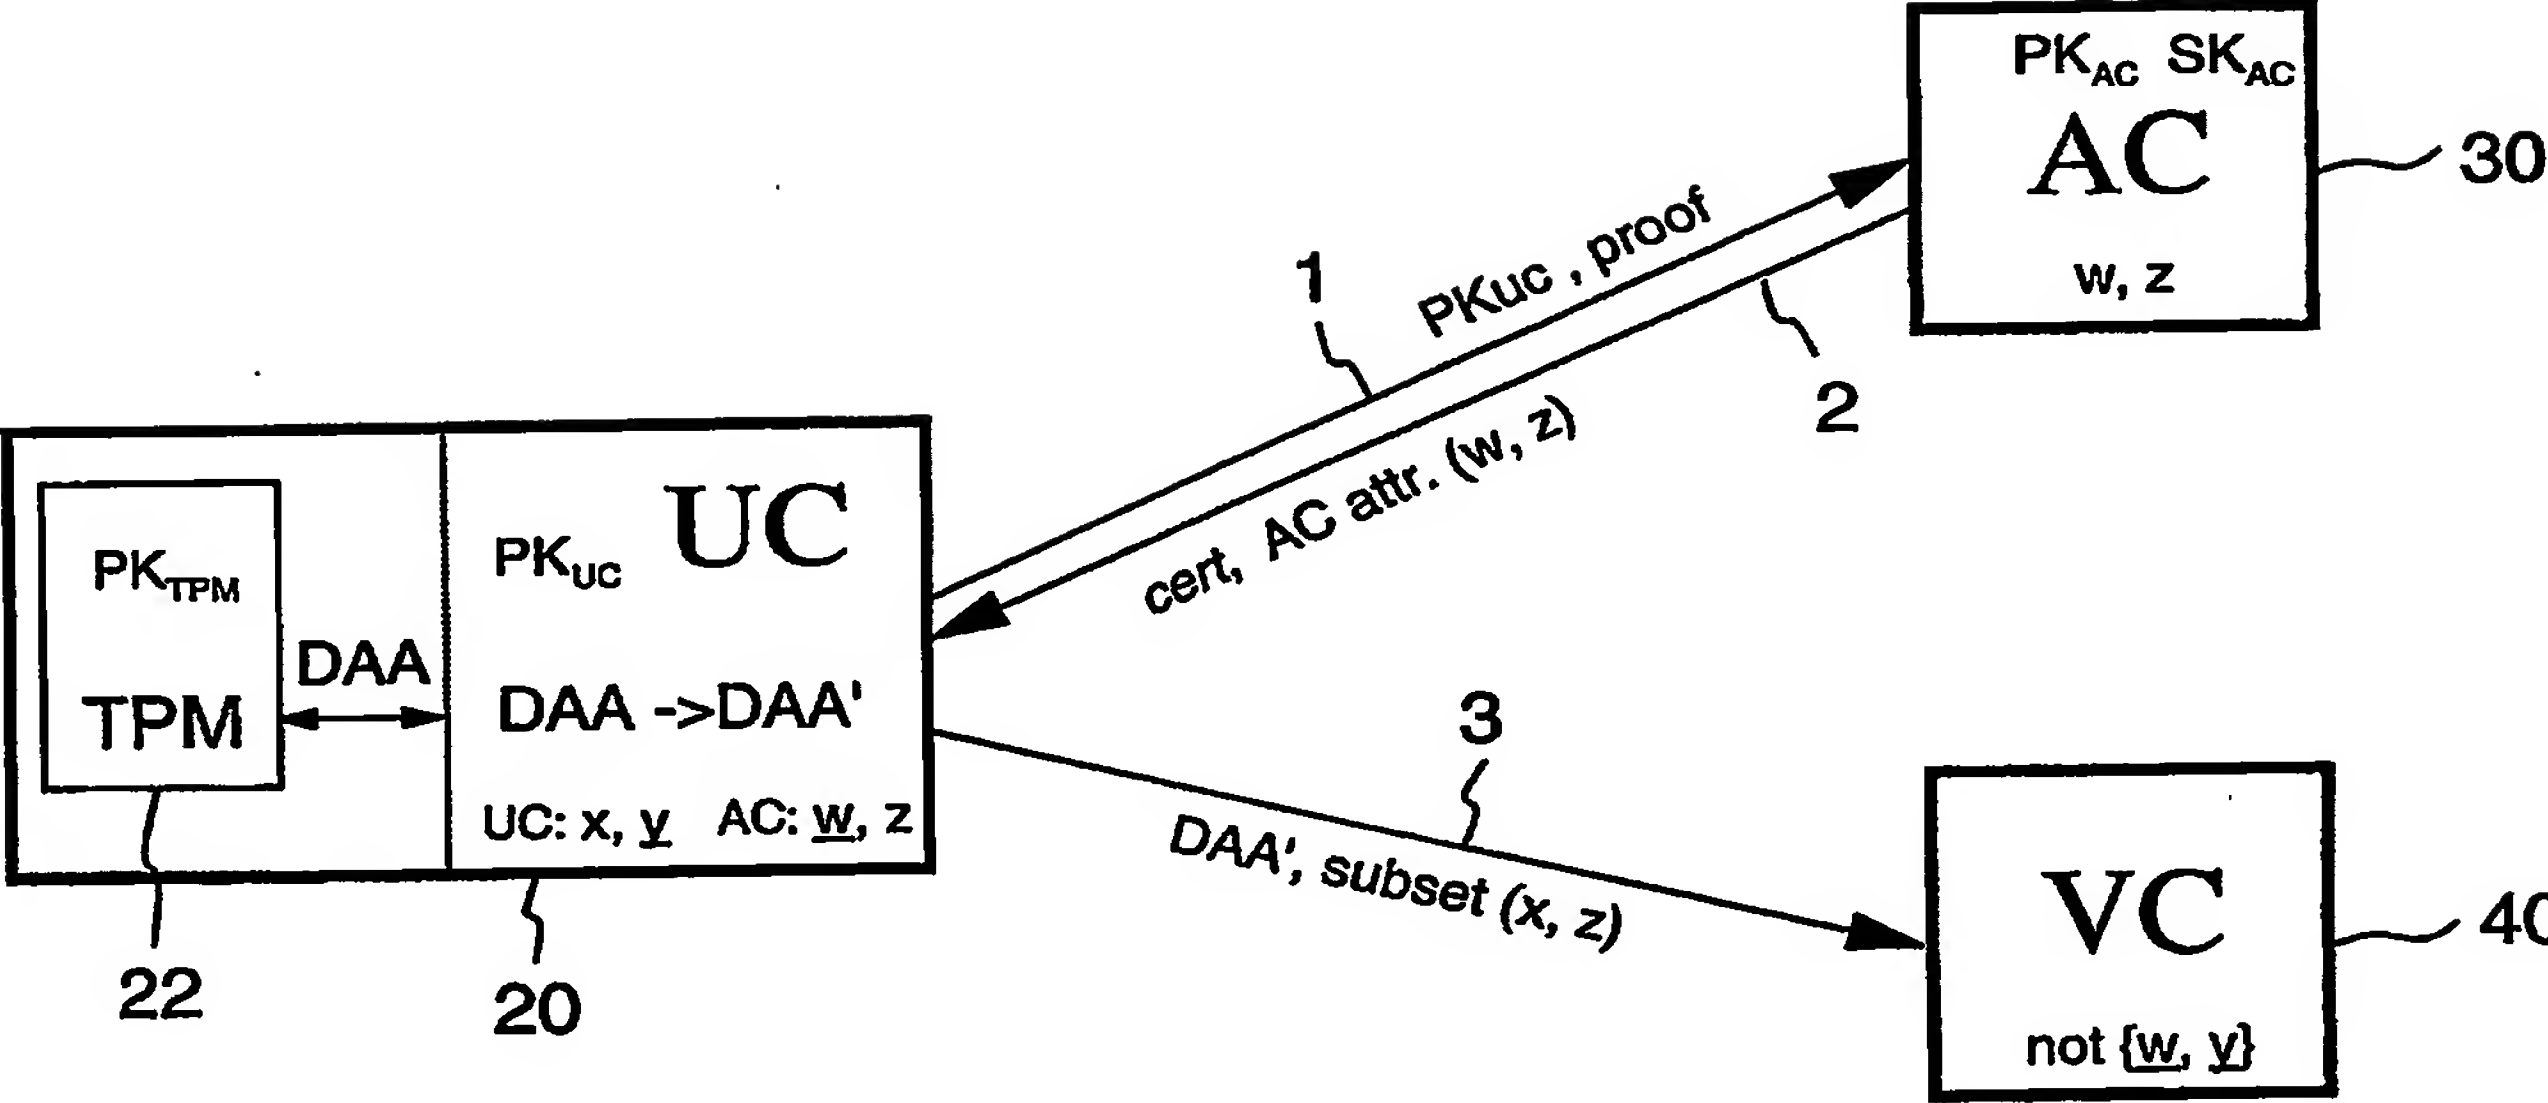 PKAC SKAC
AC
w, z
30
1
PKuc , proof
2
cert, AC attr. (w, z)
PKTPM
TPM
DAA
PKUC UC
DAA ->DAA'
UC: x, y AC: w, z
22
20
3
DAA', subset (x, z)
VC
not {w, y}
40